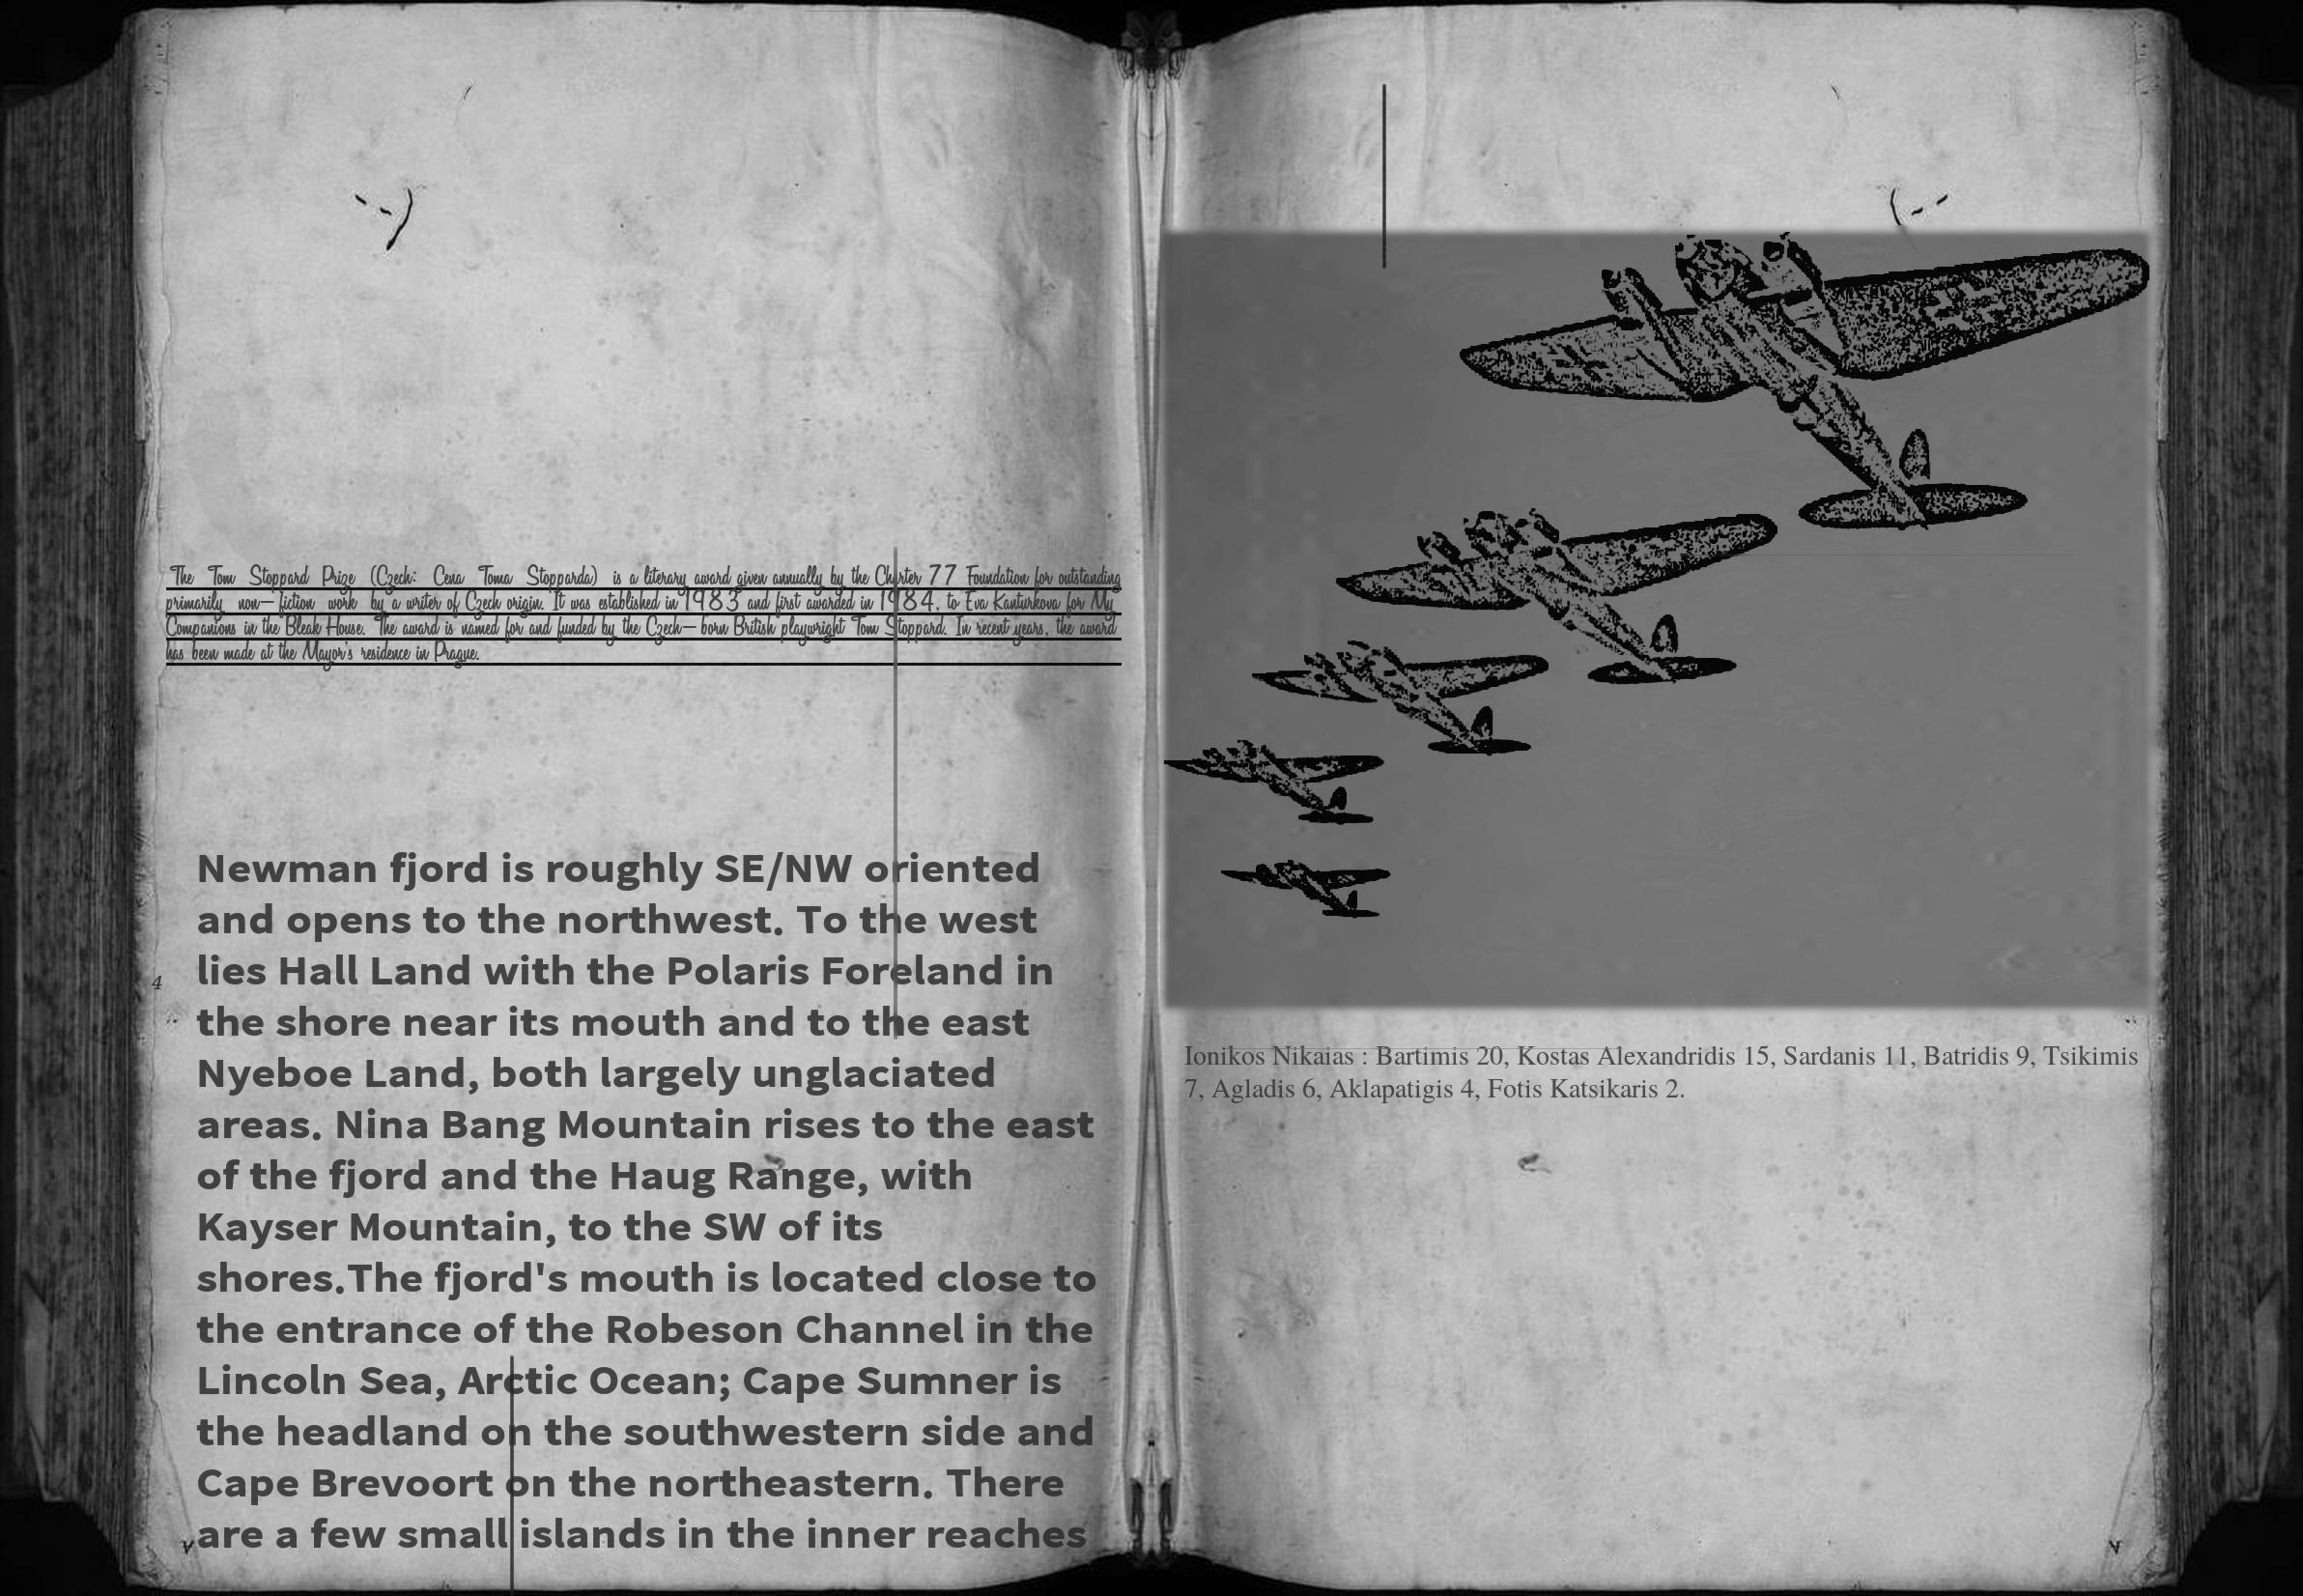 The Tom Stoppard Prize (Czech: Cena Toma Stopparda) is a literary award given annually by the Charter 77 Foundation for outstanding
primarily non-fiction work by a writer of Czech origin. It was established in 1983 and first awarded in 1984, to Eva Kanturkova for My
Companions in the Bleak House. The award is named for and funded by the Czech-born British playwright Tom Stoppard. In recent years, the award
has been made at the Mayor's residence in Prague.
Newman fjord is roughly SE/NW oriented
and opens to the northwest. To the west
lies Hall Land with the Polaris Foreland in
the shore near its mouth and to the east
Nyeboe Land, both largely unglaciated
areas. Nina Bang Mountain rises to the east
of the fjord and the Haug Range, with
Kayser Mountain, to the SW of its
shores.The fjord's mouth is located close to
the entrance of the Robeson Channel in the
Lincoln Sea, Arctic Ocean; Cape Sumner is
the headland on the southwestern side and
Cape Brevoort on the northeastern. There
are a few small islands in the inner reaches
4
Ionikos Nikaias : Bartimis 20, Kostas Alexandridis 15, Sardanis 11, Batridis 9, Tsikimis
7, Agladis 6, Aklapatigis 4, Fotis Katsikaris 2.